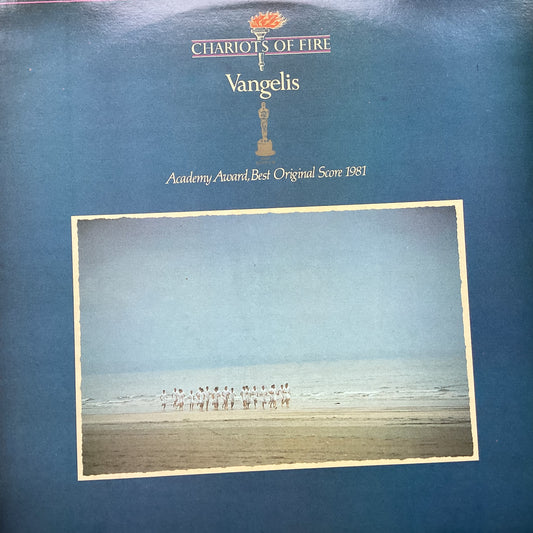 CHARIOTS OF FIRE
Vangelis
Academy Award, Best Original Score 1981